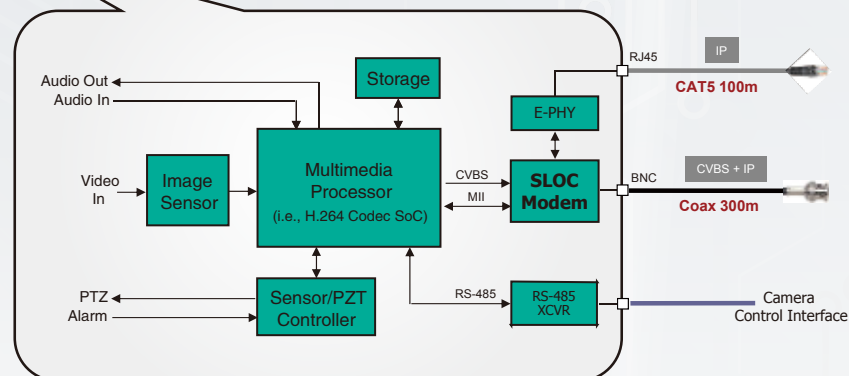 RJ45
IP
CAT5 100m
Audio Out
Audio In
Storage
E-PHY
Video
In
Image
Sensor
Multimedia
Processor
(i.e., H.264 Codec SoC)
CVBS
MII
SLOC
Modem
BNC
CVBS + IP
Coax 300m
PTZ
Alarm
Sensor/PZT
Controller
RS-485
RS-485
XCVR
Camera
Control Interface